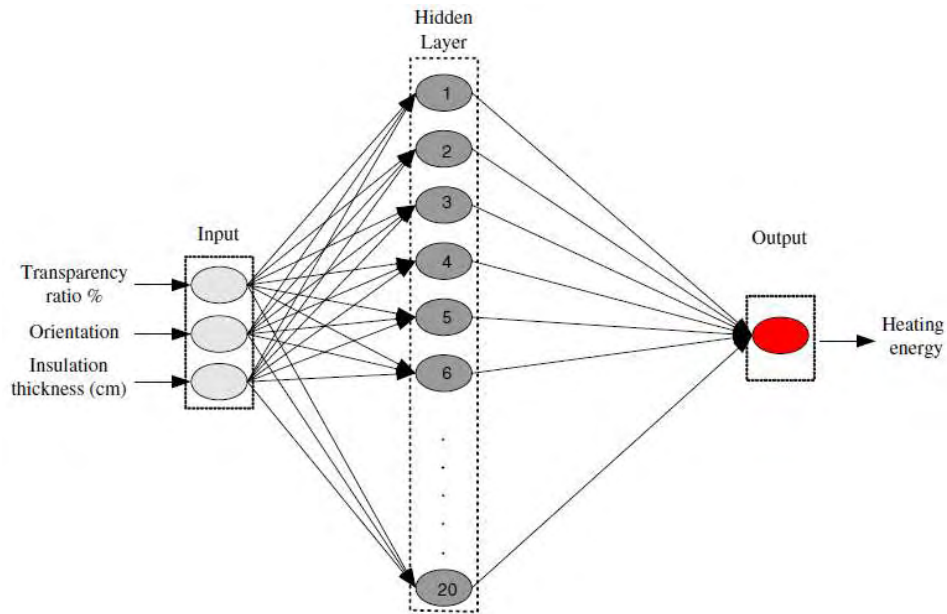 Hidden
Layer
1
2
3
4
5
6
20
Input
Transparency
ratio %
Orientation
Insulation
thickness (cm)
Output
Heating
energy